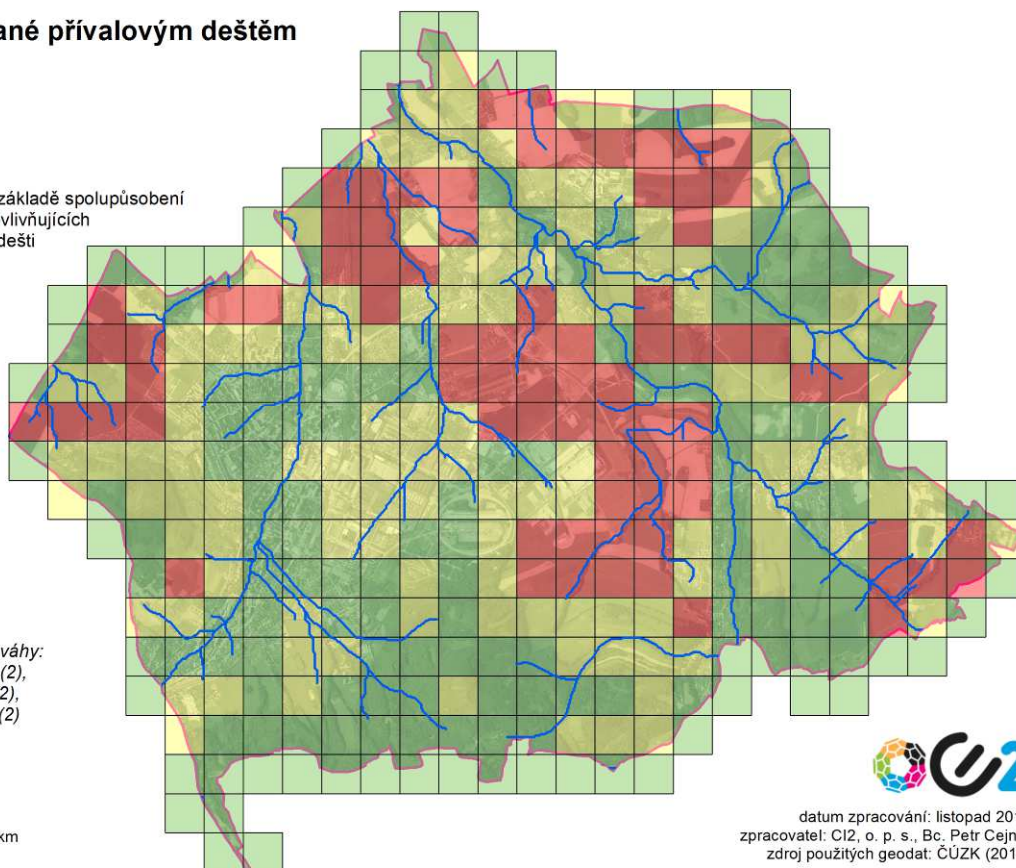 ané přívalovým deštěm
základě spolupůsobení
vlivňujících
dešti
váhy:
(2),
2),
(2)
km
CI2
datum zpracování: listopad 201
zpracovatel: CI2, o. p. s., Bc. Petr Cejn
zdroj použitých geodat: ČÚZK (201